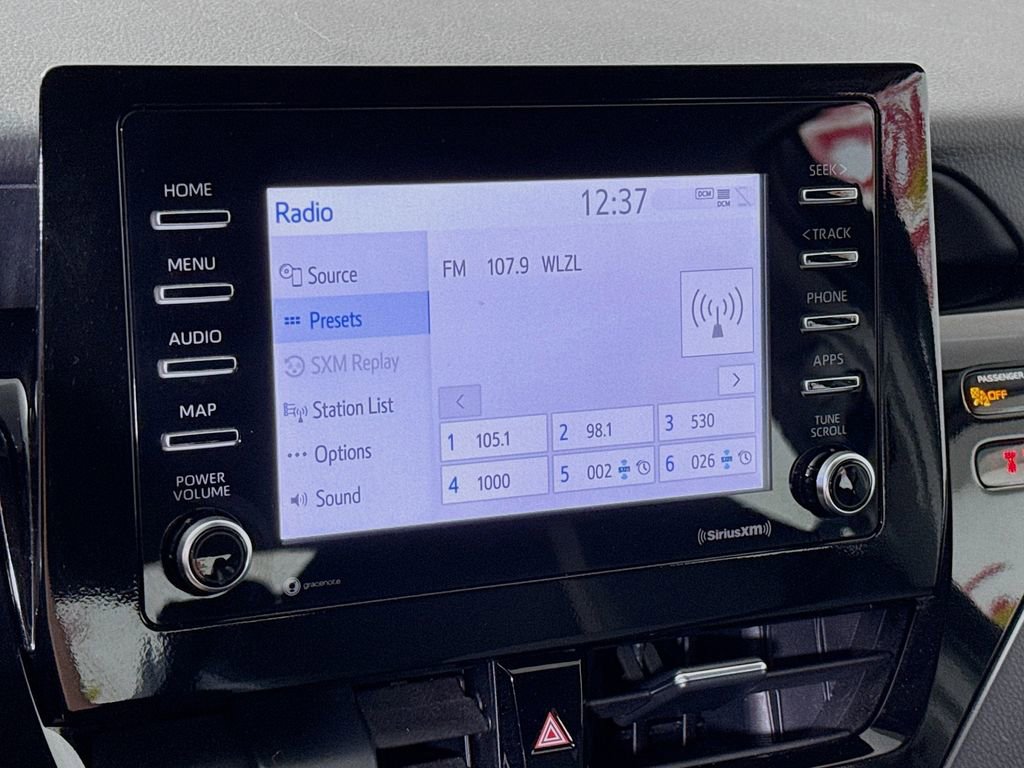 HOME
MENU
AUDIO
MAP
POWER
VOLUME
Radio
12:37
DCM
DCM
Source
Presets
SXM Replay
Station List
Options
Sound
FM 107.9 WLZL
<
>
1 105.1
2 98.1
3 530
4 1000
5 002
6 026
SEEK>
<TRACK
PHONE
APPS
TUNE
SCROLL
gracenote
SiriusXM
PASSENGER
OFF